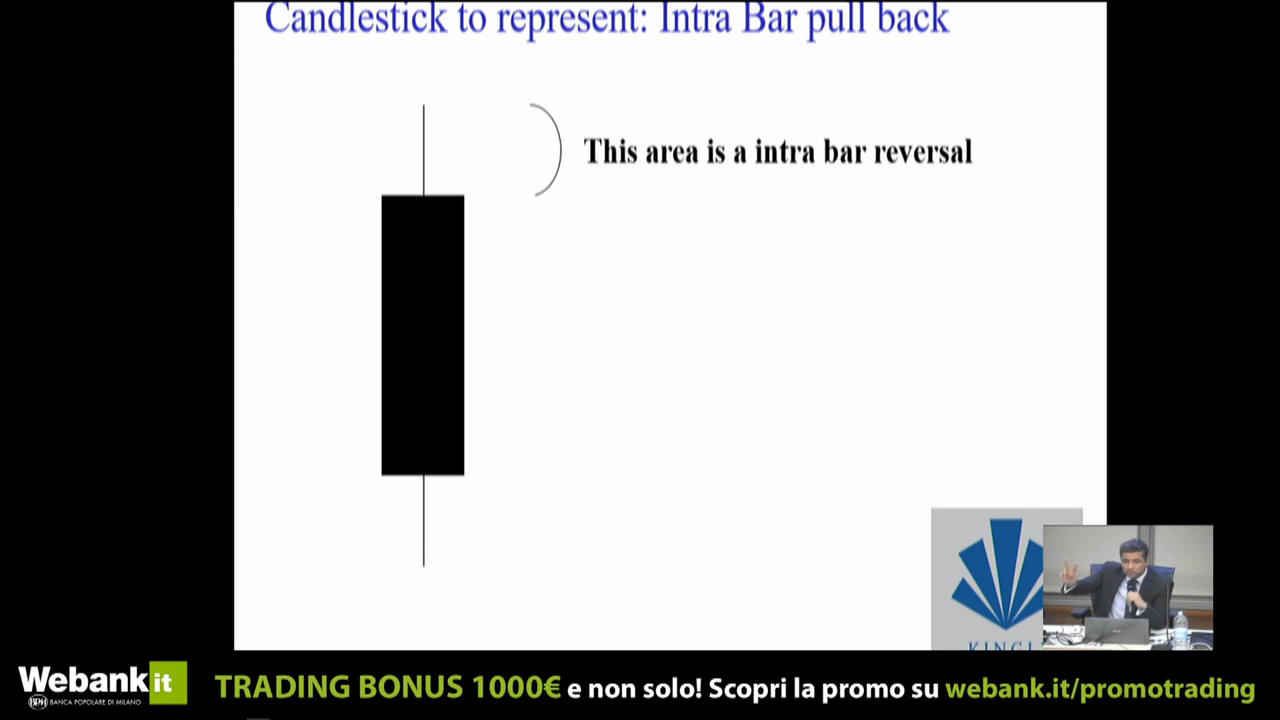 Candlestick to represent: Intra Bar pull back
This area is a intra bar reversal
Webank it
BPM BANCA POPOLARE DI MILANO
TRADING BONUS 1000€ e non solo! Scopri la promo su webank.it/promotrading